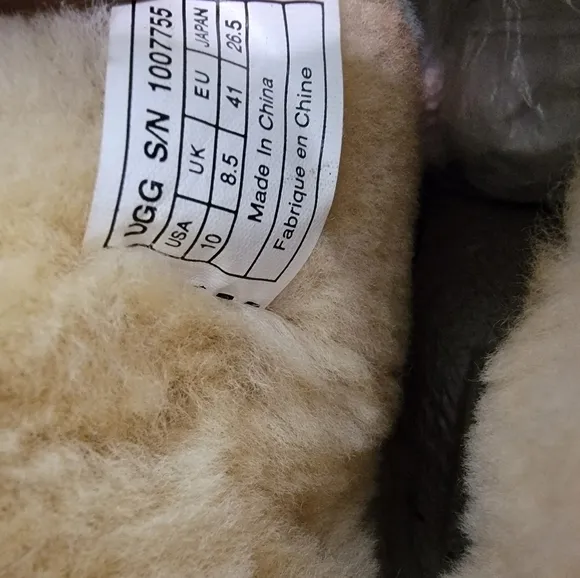 UGG S/N 1007755
USA UK EU JAPAN
10 8.5 41 26.5
Made In China
Fabrique en Chine